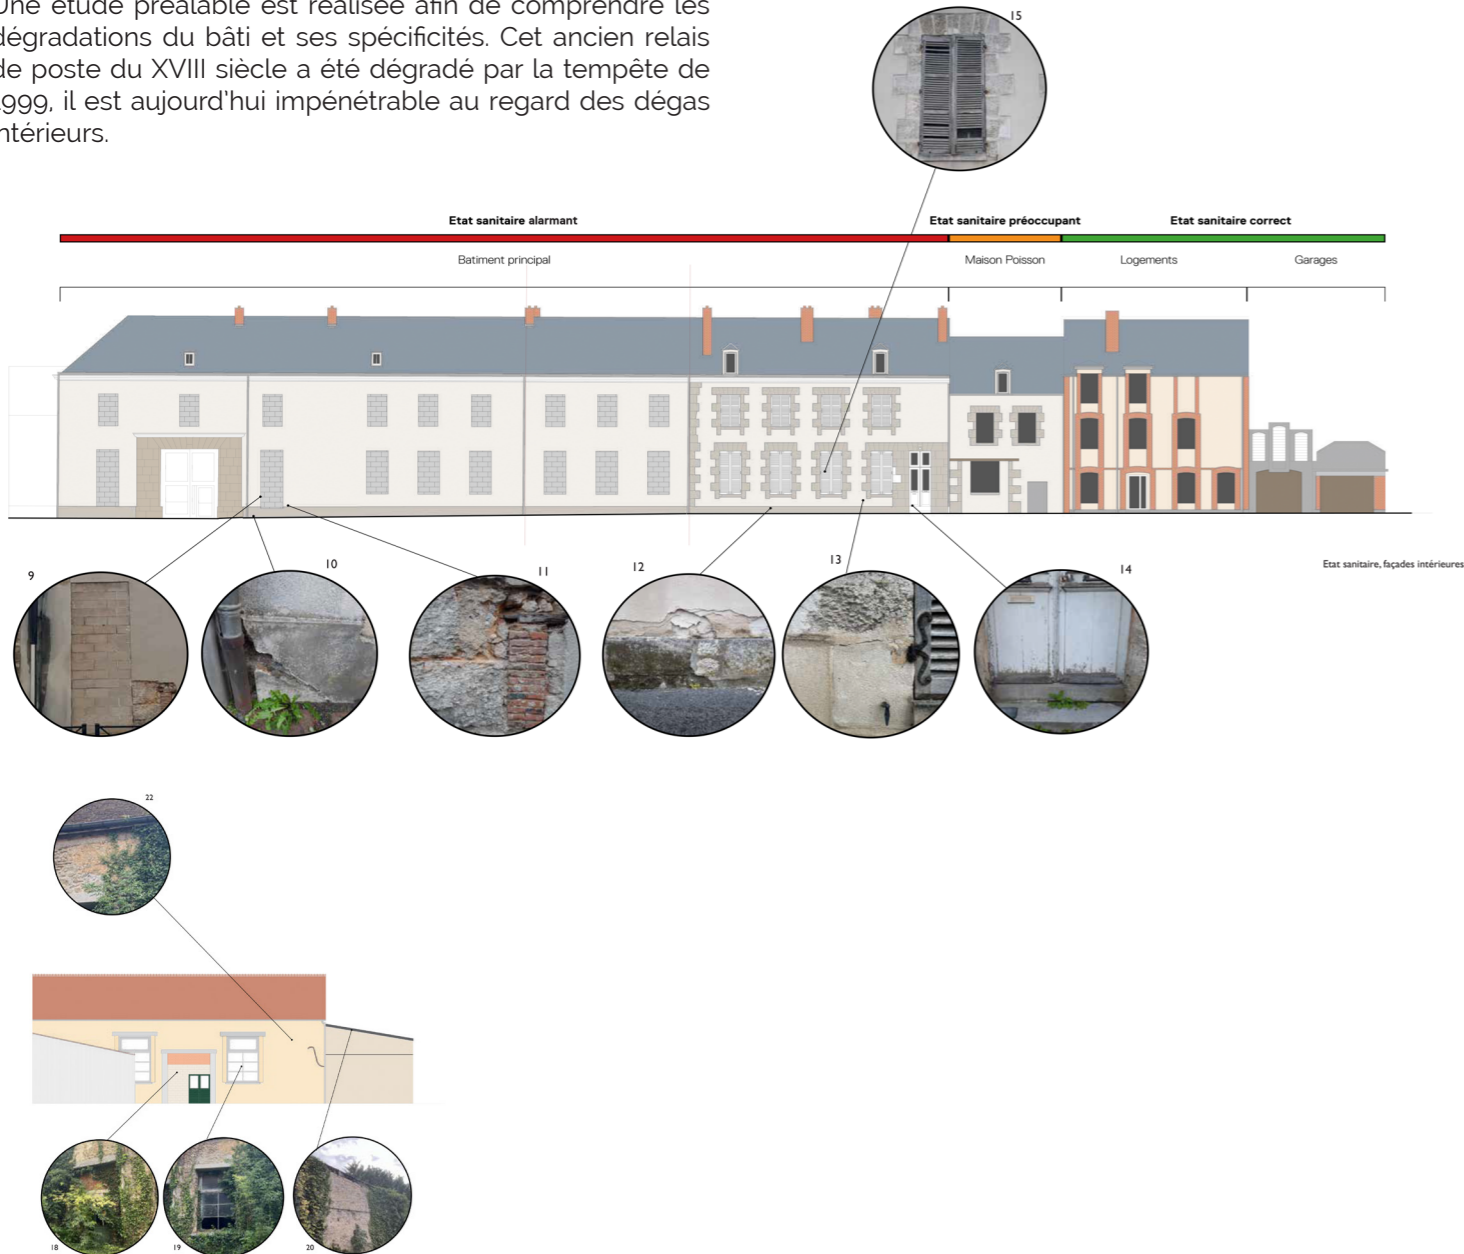 Une étude préalable est réalisée afin de comprendre les
dégradations du bâti et ses spécificités. Cet ancien relais
de poste du XVIII siècle a été dégradé par la tempête de
1999, il est aujourd'hui impénétrable au regard des dégas
intérieurs.
15
Etat sanitaire alarmant
Etat sanitaire préoccupant
Etat sanitaire correct
Batiment principal
Maison Poisson
Logements
Garages
9
10
11
12
13
14
Etat sanitaire, façades intérieures
22
18
19
20